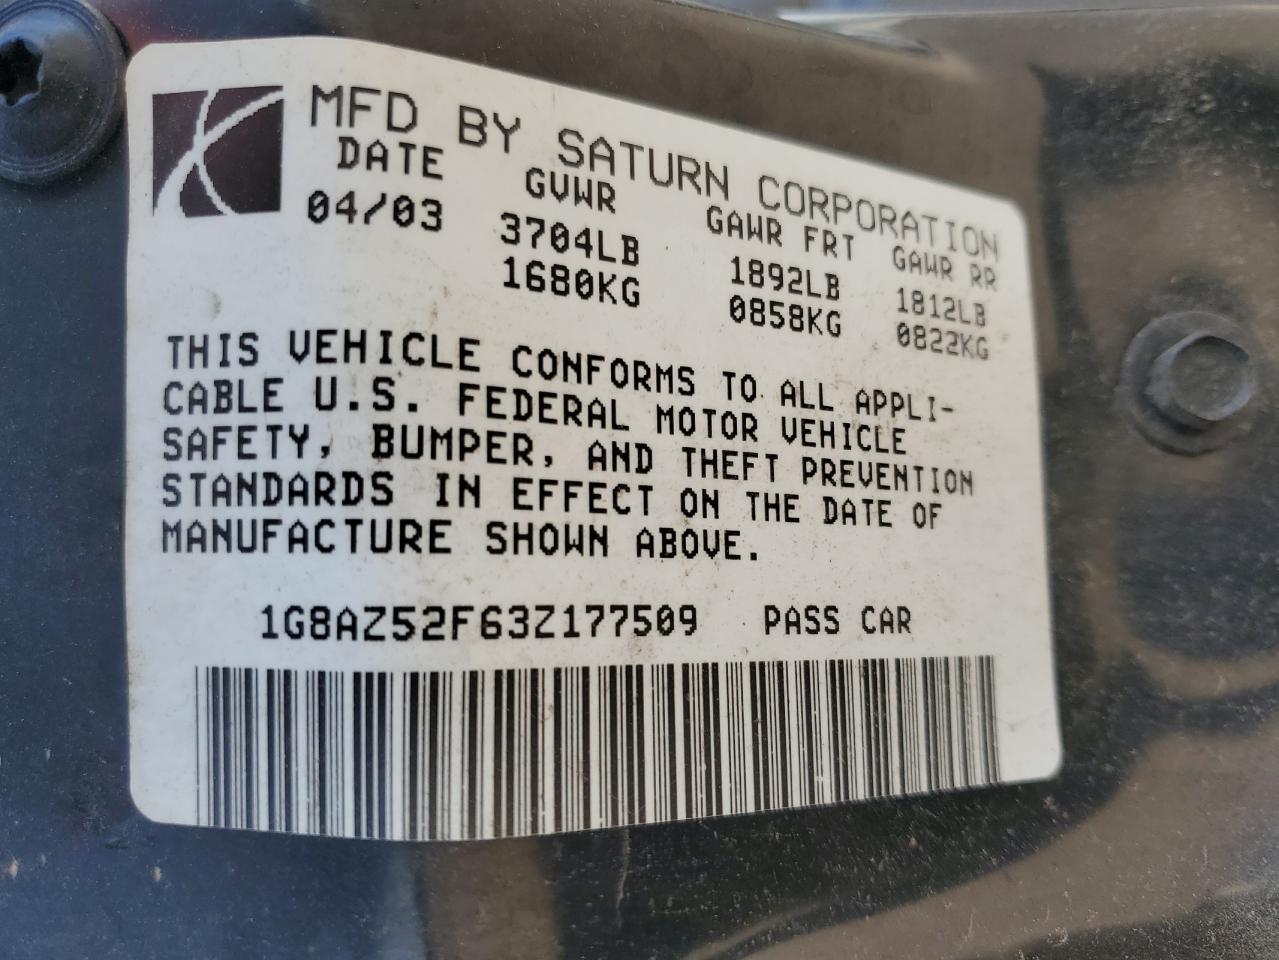 MFD BY SATURN CORPORATION
DATE GVWR GAWR FRT GAWR RR
04/03 3704LB 1892LB 1812LB
1680KG 0858KG 0822KG
THIS VEHICLE CONFORMS TO ALL APPLI-
CABLE U.S. FEDERAL MOTOR VEHICLE
SAFETY, BUMPER, AND THEFT PREVENTION
STANDARDS IN EFFECT ON THE DATE OF
MANUFACTURE SHOWN ABOVE.
1G8AZ52F63Z177509 PASS CAR